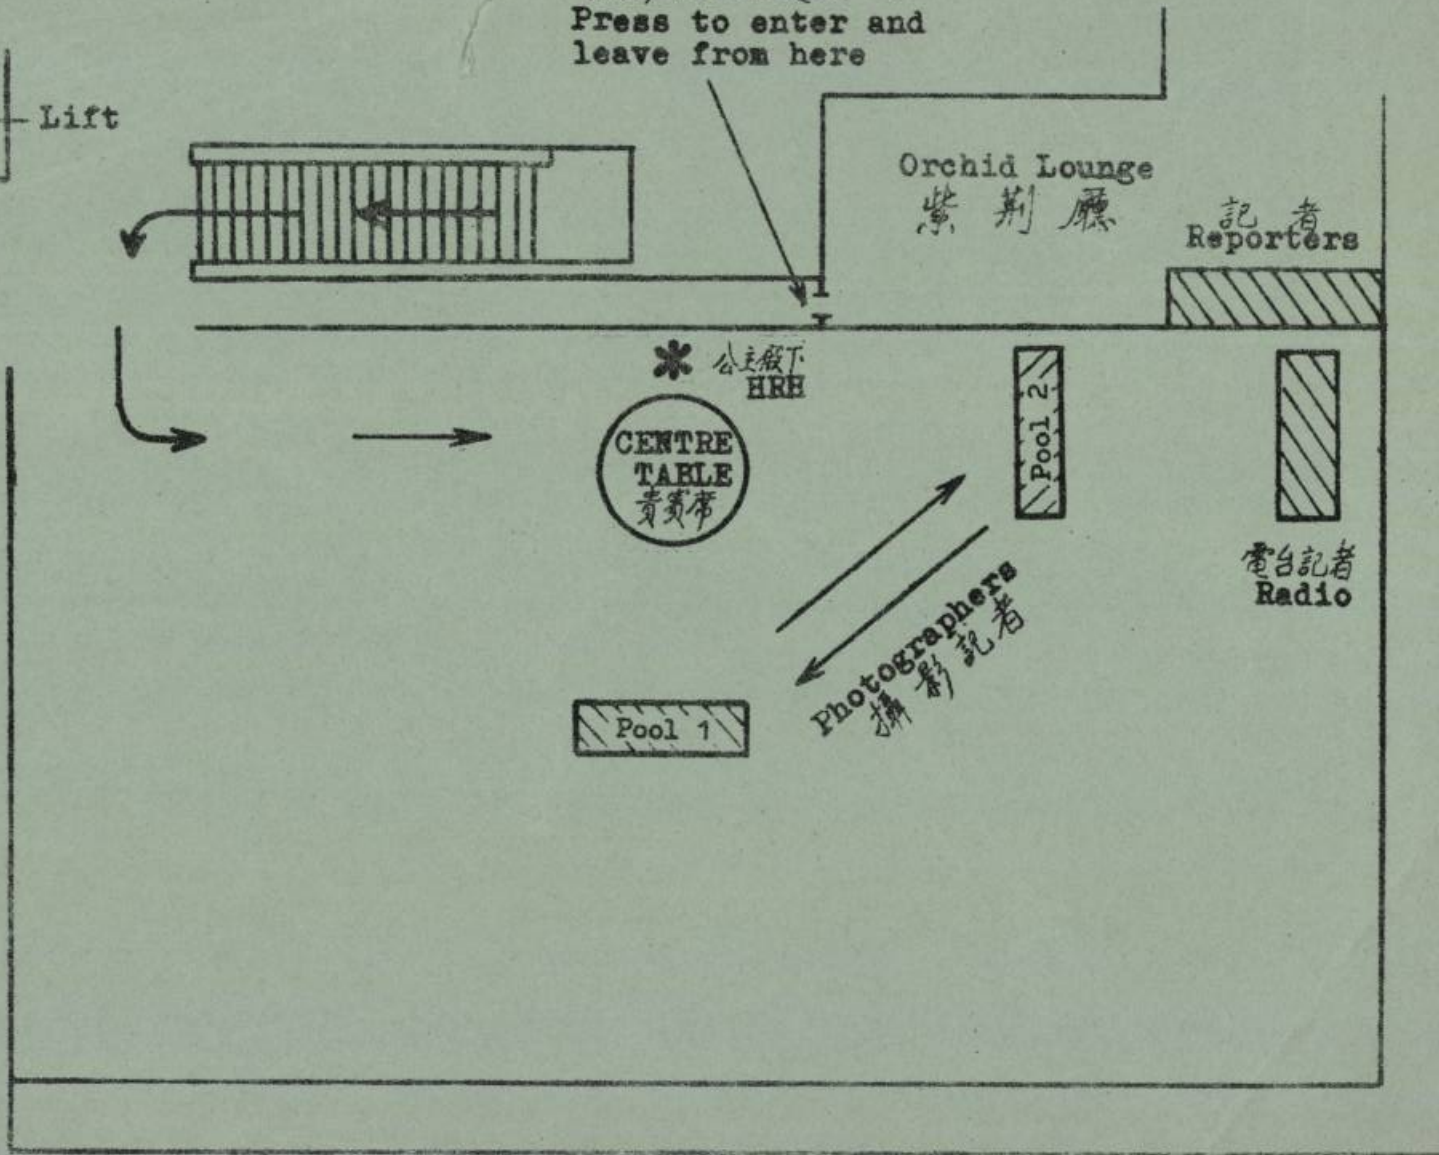 Press to enter and
leave from here
Lift
Orchid Lounge
紫荆廳
記者
Reporters
公主殿下
HRH
CENTRE
TABLE
貴賓席
Pool 2
電台記者
Radio
Photographers
攝影記者
Pool 1